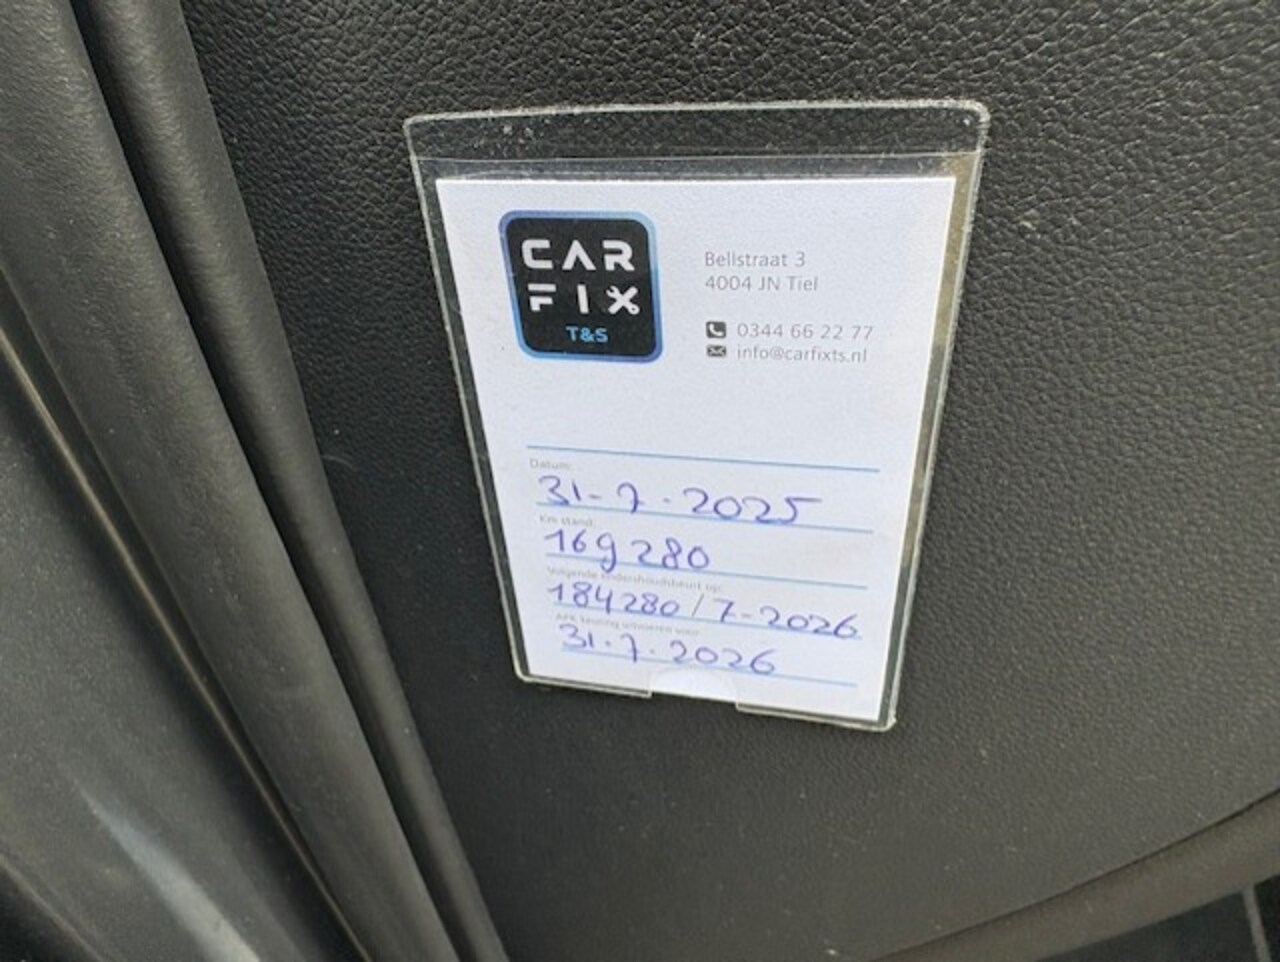 CAR
FIX
T&S
Bellstraat 3
4004 JN Tiel
0344 66 22 77
info@carfixts.nl
Datum:
31-7-2025
Km stand:
169280
Volgende onderhoudsbeurt op:
184280/7-2026
APK keuring uitvoeren voor:
31.7.2026